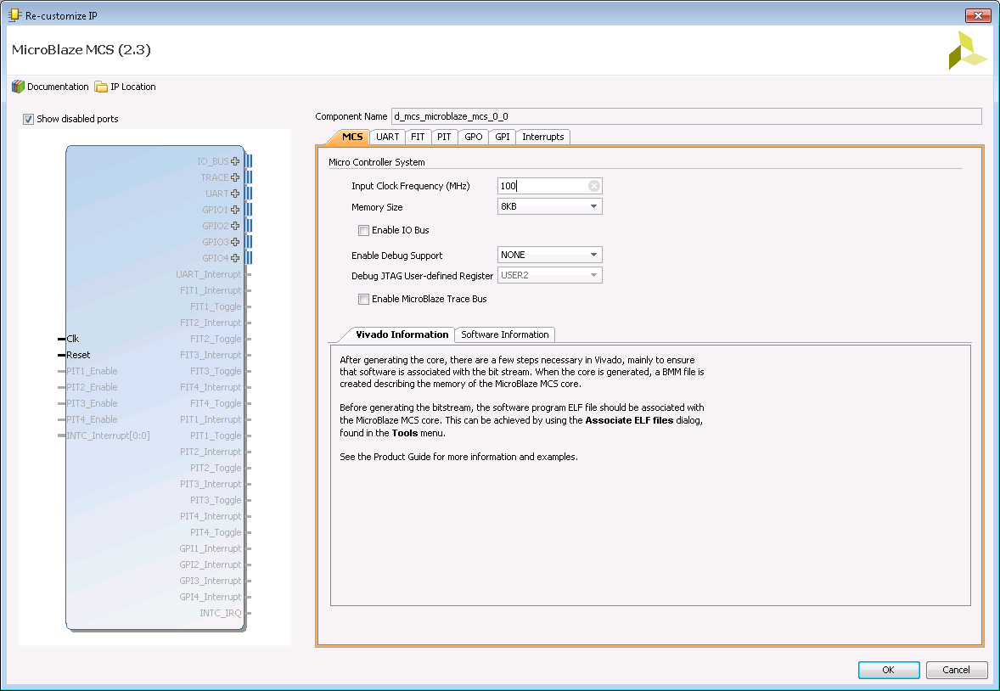 Re-customize IP
MicroBlaze MCS (2.3)
Documentation IP Location
Show disabled ports
IO_BUS
TRACE
UART
GPIO1
GPIO2
GPIO3
GPIO4
UART_Interrupt
FIT1_Interrupt
FIT1_Toggle
FIT2_Interrupt
Clk FIT2_Toggle
Reset FIT3_Interrupt
PIT1_Enable FIT3_Toggle
PIT2_Enable FIT4_Interrupt
PIT3_Enable FIT4_Toggle
PIT4_Enable PIT1_Interrupt
INTC_Interrupt[0:0] PIT1_Toggle
PIT2_Interrupt
PIT2_Toggle
PIT3_Interrupt
PIT3_Toggle
PIT4_Interrupt
PIT4_Toggle
GPI1_Interrupt
GPI2_Interrupt
GPI3_Interrupt
GPI4_Interrupt
INTC_IRQ
Component Name d_mcs_microblaze_mcs_0_0
MCS UART FIT PIT GPO GPI Interrupts
Micro Controller System
Input Clock Frequency (MHz) 100
Memory Size 8KB
Enable IO Bus
Enable Debug Support NONE
Debug JTAG User-defined Register USER2
Enable MicroBlaze Trace Bus
Vivado Information Software Information
After generating the core, there are a few steps necessary in Vivado, mainly to ensure
that software is associated with the bit stream. When the core is generated, a BMM file is
created describing the memory of the MicroBlaze MCS core.
Before generating the bitstream, the software program ELF file should be associated with
the MicroBlaze MCS core. This can be achieved by using the Associate ELF files dialog,
found in the Tools menu.
See the Product Guide for more information and examples.
OK Cancel